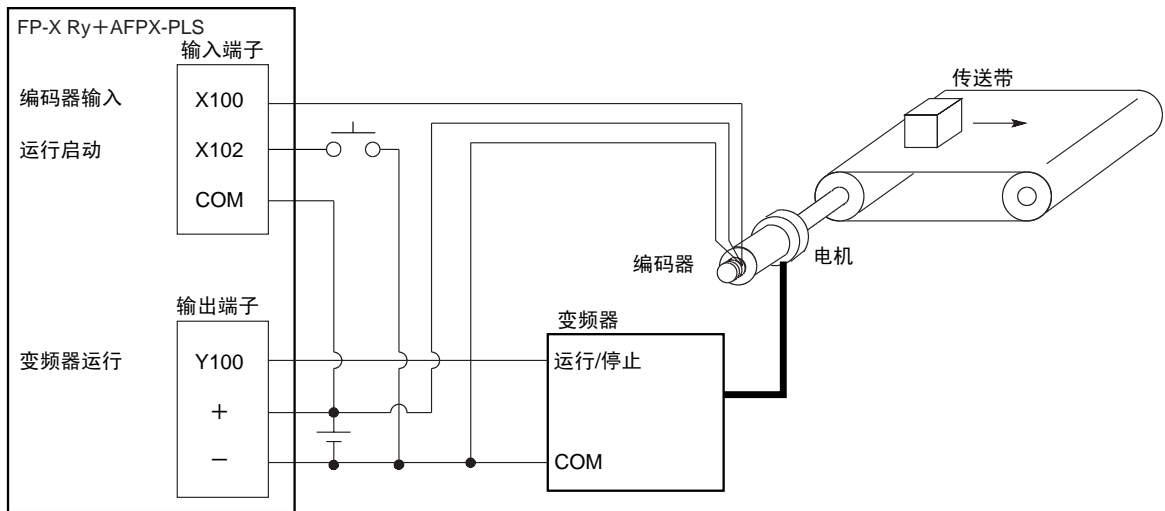 FP-X Ry＋AFPX-PLS
输入端子
编码器输入
X100
运行启动
X102
COM
传送带
编码器
电机
输出端子
变频器
变频器运行
Y100
运行/停止
＋
－
COM